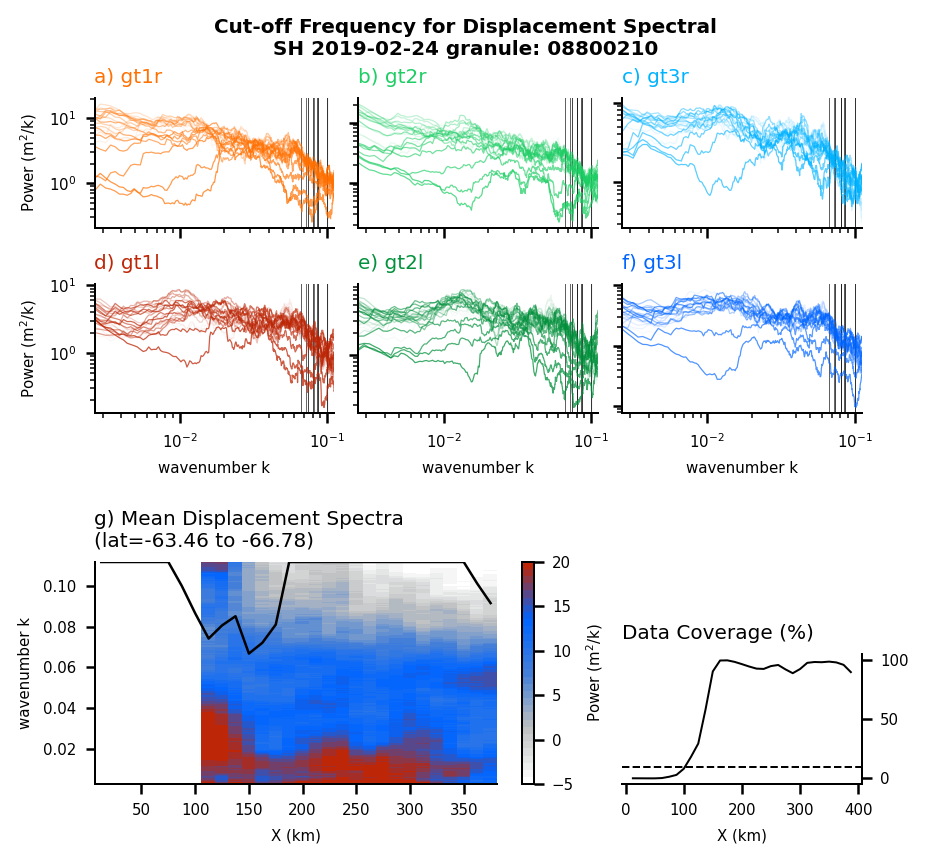 Cut-off Frequency for Displacement Spectral
SH 2019-02-24 granule: 08800210
a) gt1r
b) gt2r
c) gt3r
Power (m²/k)
10¹
10⁰
d) gt1l
e) gt2l
f) gt3l
Power (m²/k)
10¹
10⁰
10⁻² 10⁻¹ 10⁻² 10⁻¹ 10⁻² 10⁻¹
wavenumber k wavenumber k wavenumber k
g) Mean Displacement Spectra
(lat=-63.46 to -66.78)
wavenumber k
0.10
0.08
0.06
0.04
0.02
50 100 150 200 250 300 350
X (km)
20
15
10
5
0
−5
Power (m²/k)
Data Coverage (%)
100
50
0
0 100 200 300 400
X (km)